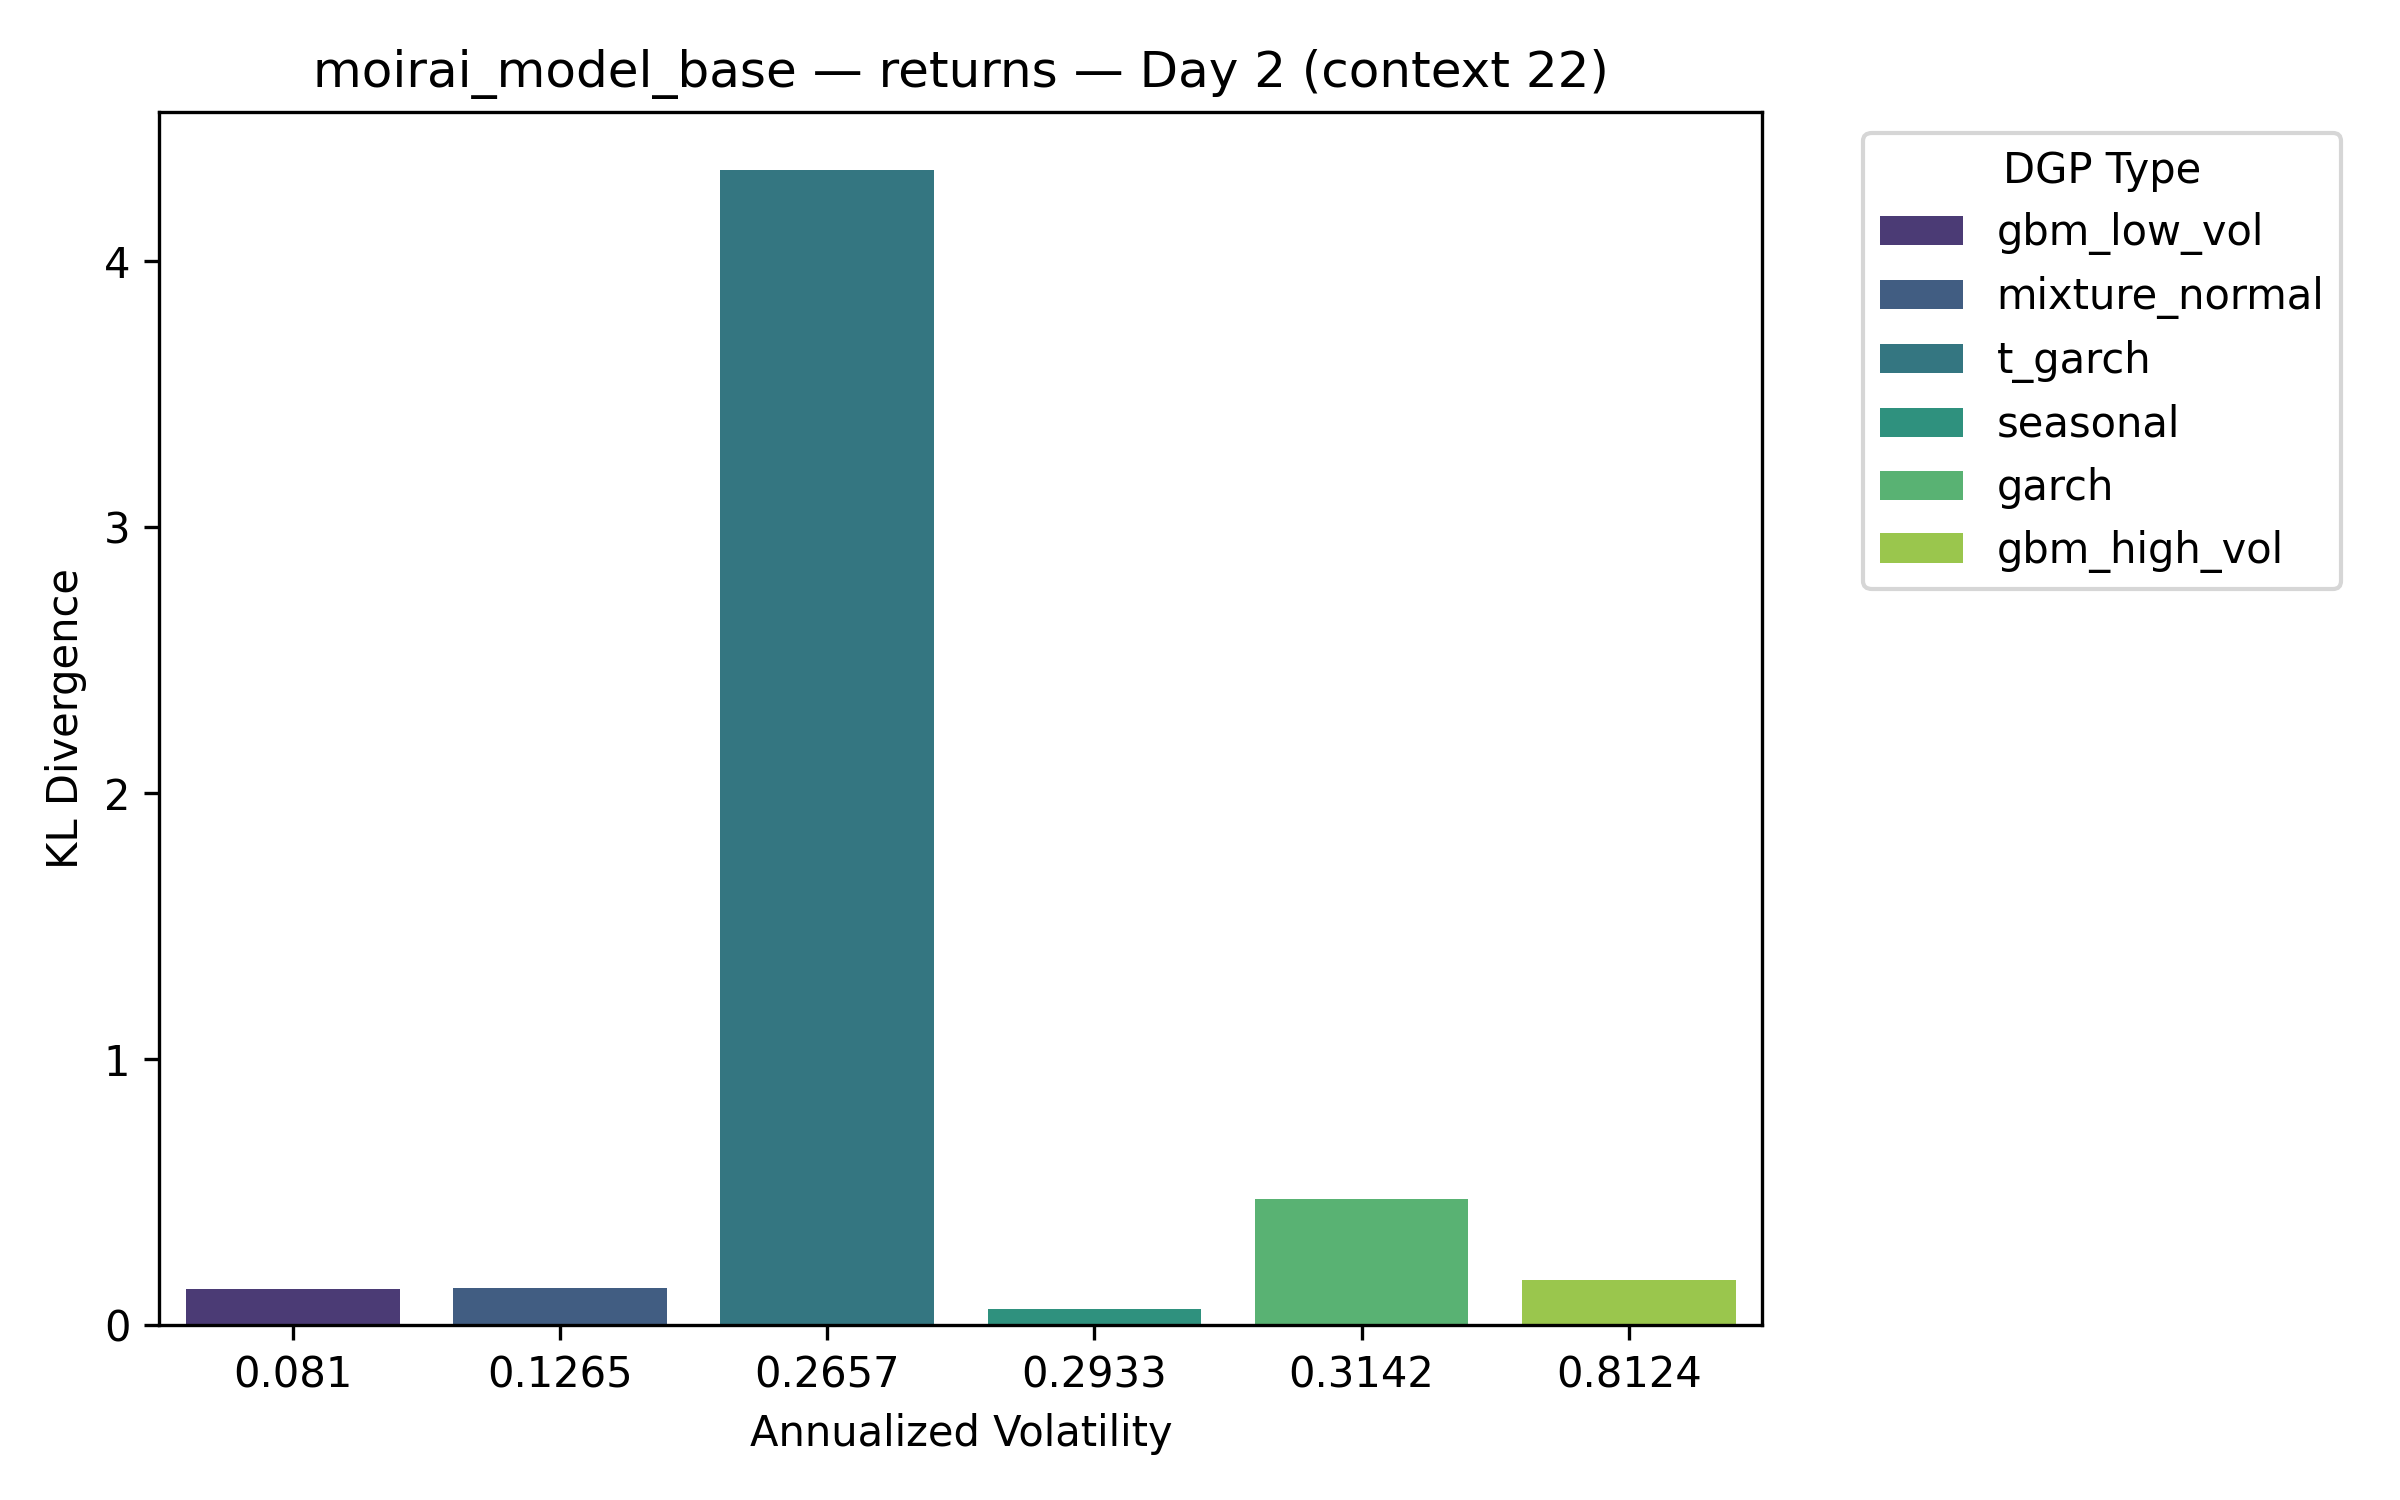 moirai_model_base — returns — Day 2 (context 22)
KL Divergence
4
3
2
1
0
0.081 0.1265 0.2657 0.2933 0.3142 0.8124
Annualized Volatility
DGP Type
gbm_low_vol
mixture_normal
t_garch
seasonal
garch
gbm_high_vol